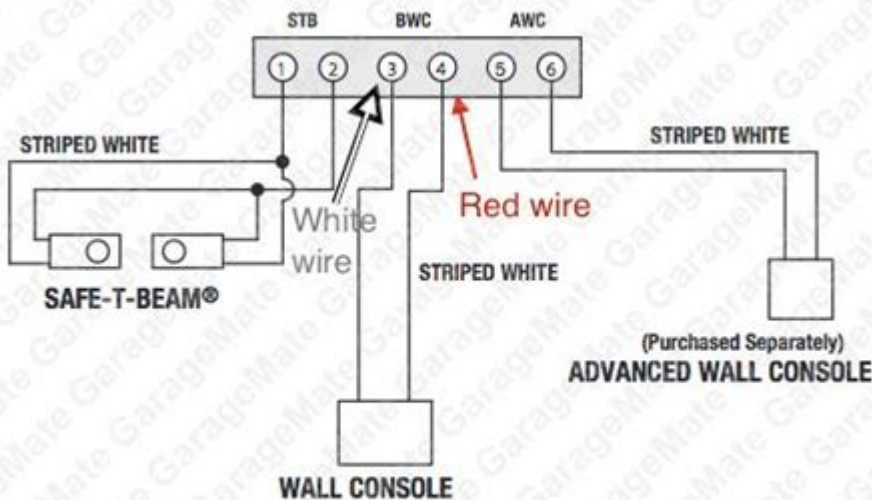 STB BWC AWC
1 2 3 4 5 6
STRIPED WHITE
STRIPED WHITE
White
wire
Red wire
STRIPED WHITE
SAFE-T-BEAM®
(Purchased Separately)
ADVANCED WALL CONSOLE
WALL CONSOLE
GarageMate